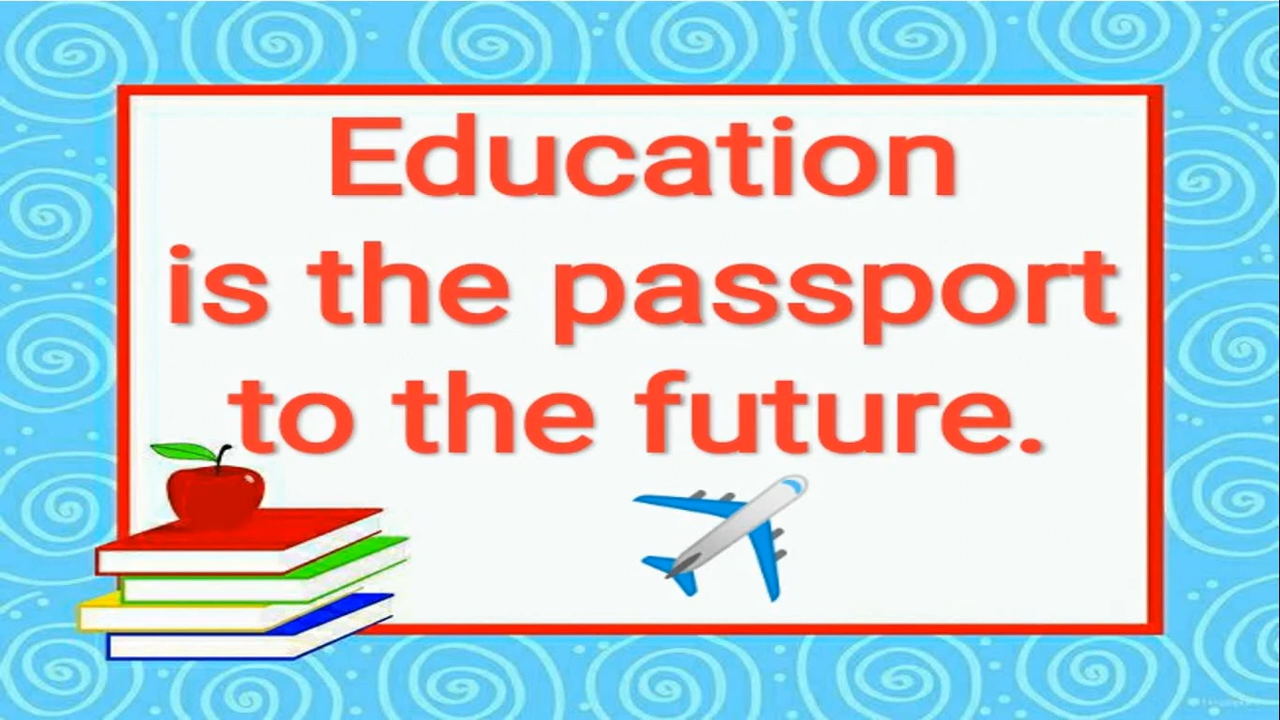 Education
is the passport
to the future.